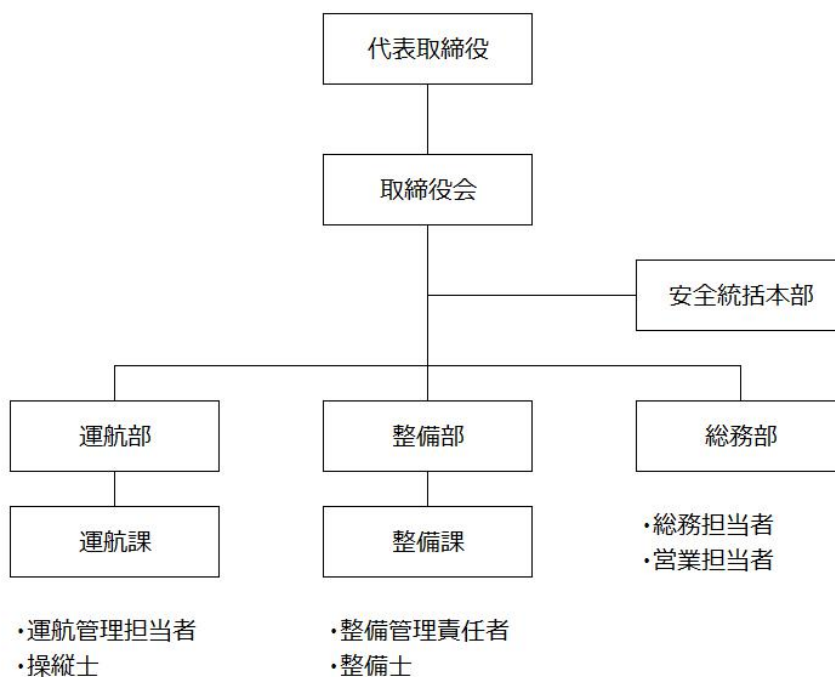 代表取締役
取締役会
安全統括本部
運航部
整備部
総務部
運航課
整備課
・総務担当者
・営業担当者
・運航管理担当者
・操縦士
・整備管理責任者
・整備士